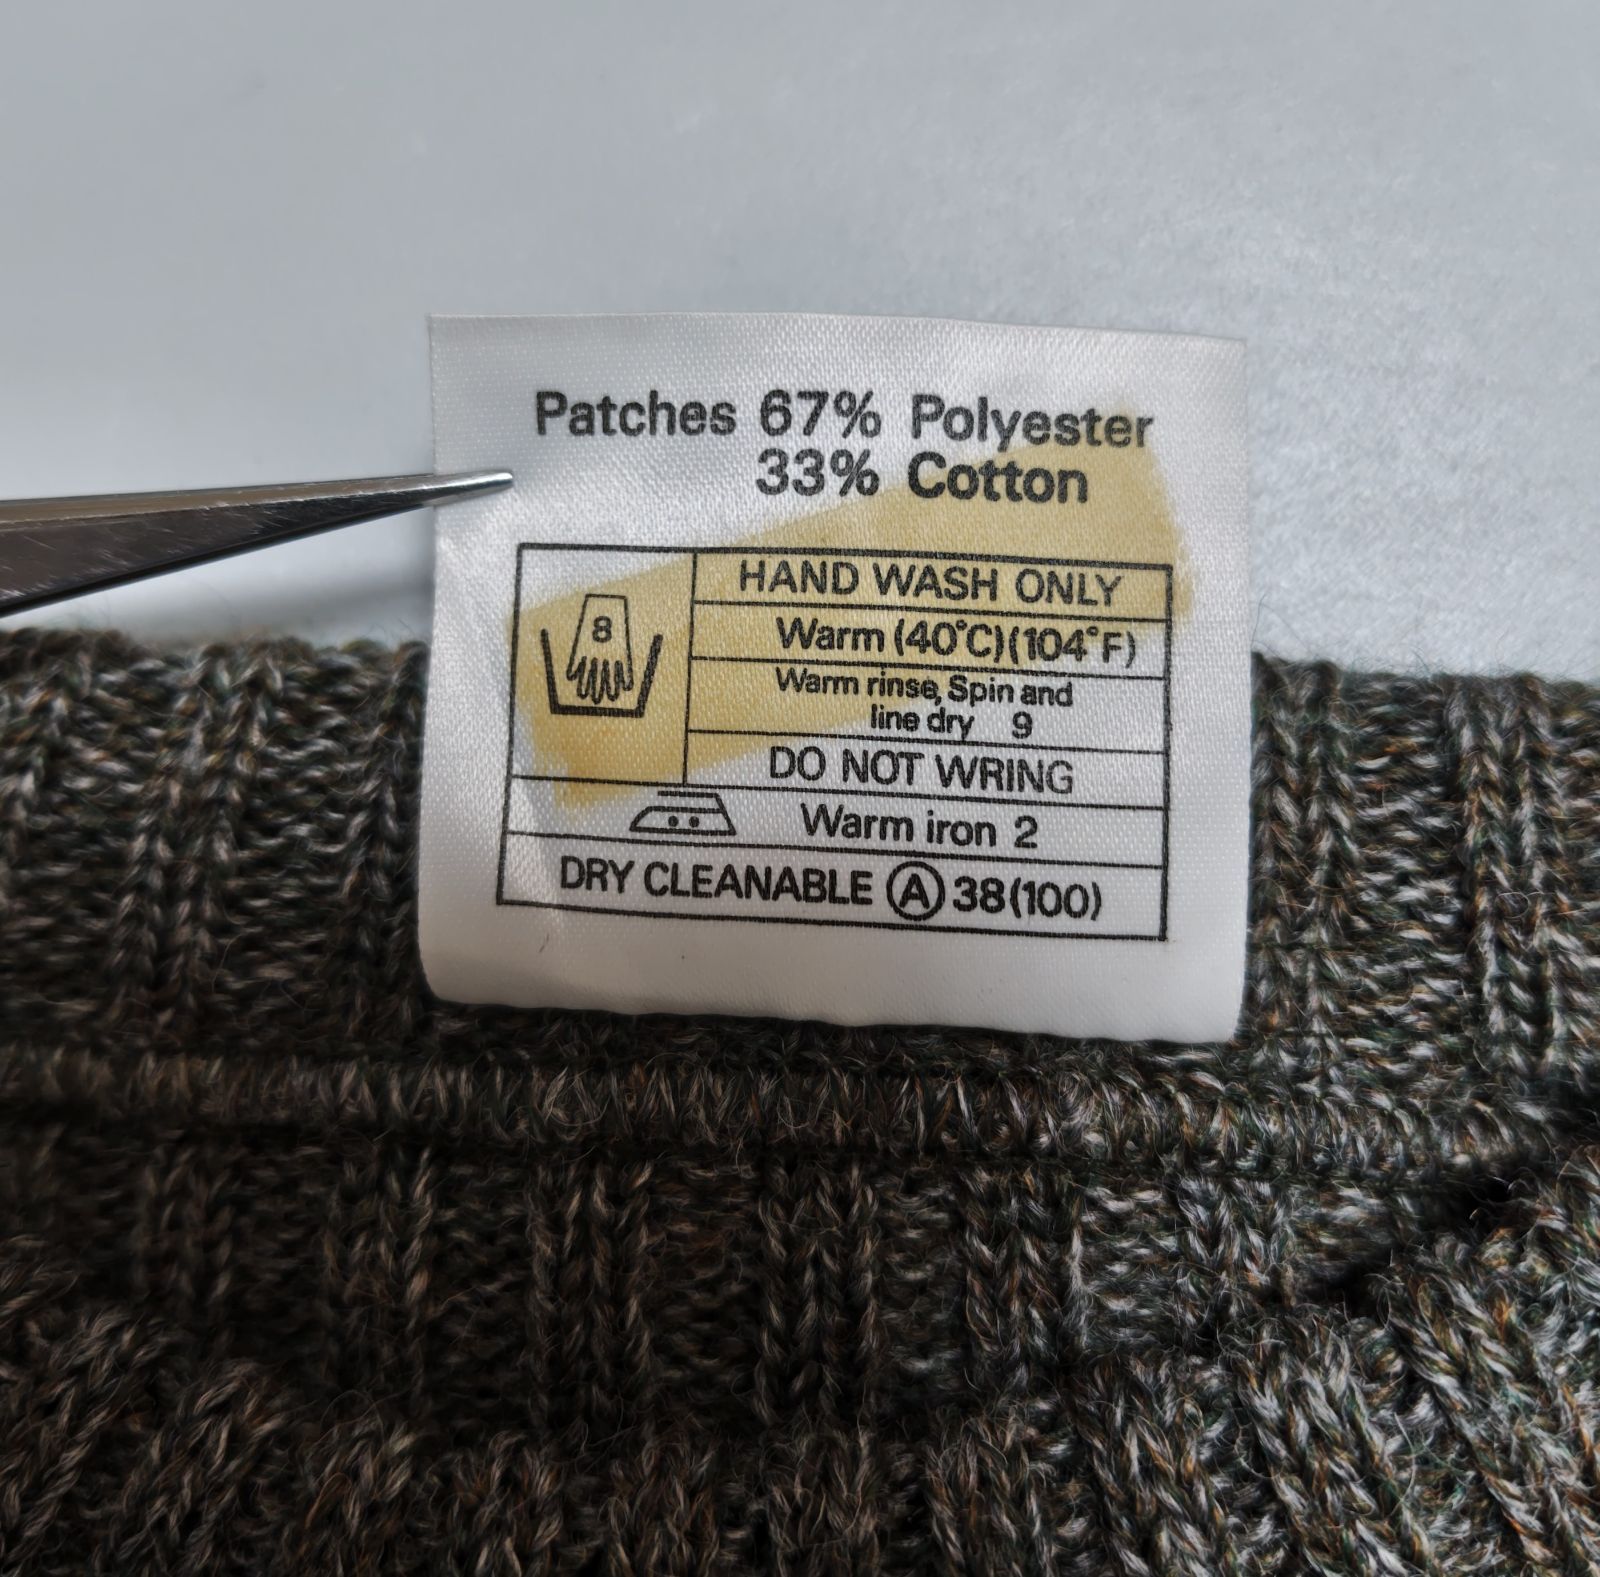 Patches 67% Polyester
33% Cotton
HAND WASH ONLY
8
Warm (40°C)(104°F)
Warm rinse, Spin and
line dry 9
DO NOT WRING
Warm iron 2
DRY CLEANABLE A 38(100)